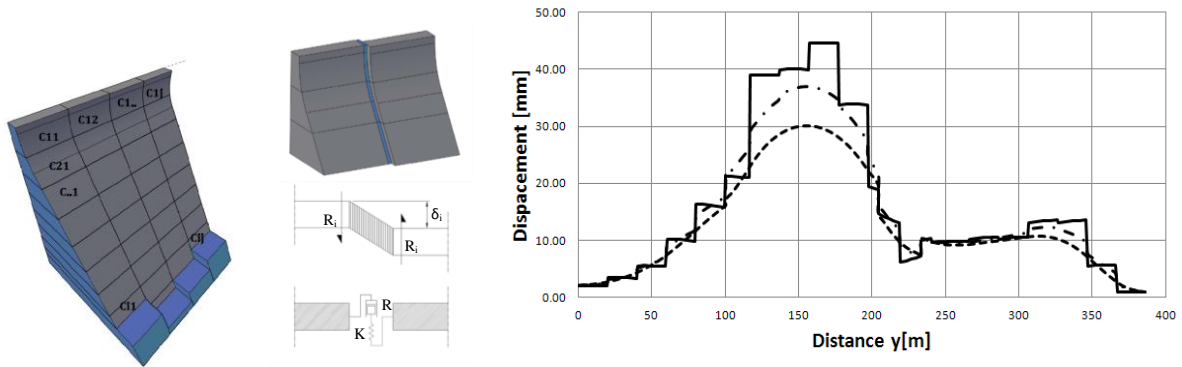 C11
C12
C1..
C1j
C21
C..1
Ci1
Cij
Ri
δi
Ri
R
K
Dispacement [mm]
50.00
40.00
30.00
20.00
10.00
0.00
0
50
100
150
200
250
300
350
400
Distance y[m]